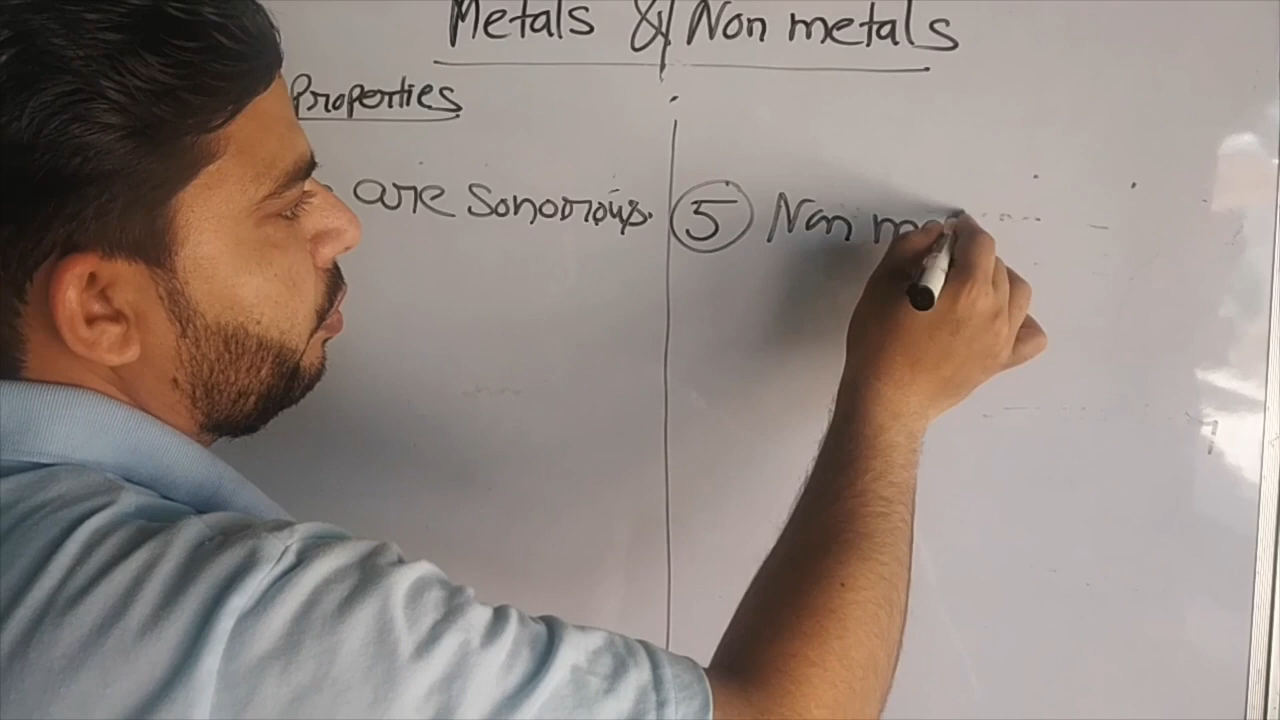 Metals & Non metals
Properties
are sonorous.
5 Non